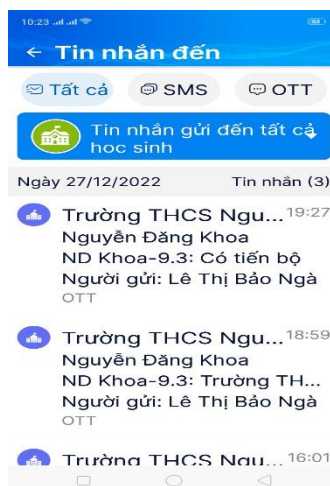 10:23
Tin nhắn đến
Tất cả
SMS
OTT
Tin nhắn gửi đến tất cả
học sinh
Ngày 27/12/2022
Tin nhắn (3)
Trường THCS Ngu...
19:27
Nguyễn Đăng Khoa
ND Khoa-9.3: Có tiến bộ
Người gửi: Lê Thị Bảo Ngà
OTT
Trường THCS Ngu...
18:59
Nguyễn Đăng Khoa
ND Khoa-9.3: Trường TH...
Người gửi: Lê Thị Bảo Ngà
OTT
Trường THCS Ngu...
16:01